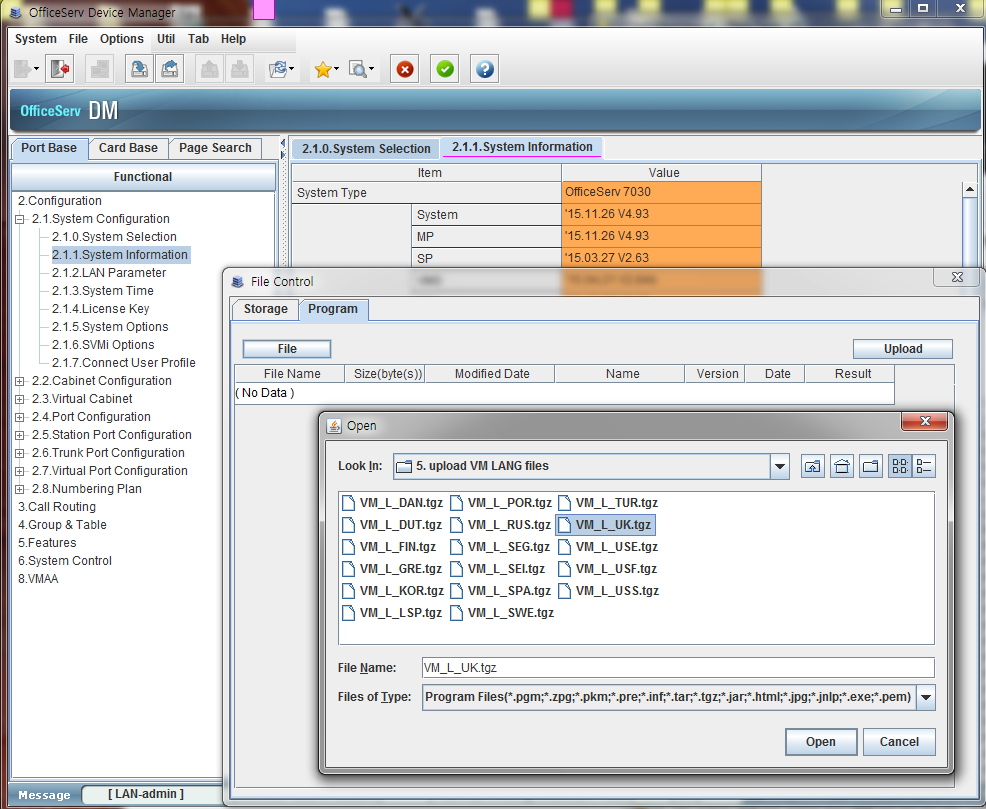 OfficeServ Device Manager
System File Options Util Tab Help
OfficeServ DM
Port Base Card Base Page Search
2.1.0.System Selection 2.1.1.System Information
Functional
Item Value
System Type OfficeServ 7030
System '15.11.26 V4.93
MP '15.11.26 V4.93
SP '15.03.27 V2.63
2.Configuration
2.1.System Configuration
2.1.0.System Selection
2.1.1.System Information
2.1.2.LAN Parameter
2.1.3.System Time
2.1.4.License Key
2.1.5.System Options
2.1.6.SVMi Options
2.1.7.Connect User Profile
2.2.Cabinet Configuration
2.3.Virtual Cabinet
2.4.Port Configuration
2.5.Station Port Configuration
2.6.Trunk Port Configuration
2.7.Virtual Port Configuration
2.8.Numbering Plan
3.Call Routing
4.Group & Table
5.Features
6.System Control
8.VMAA
File Control
Storage Program
File Upload
File Name Size(byte(s)) Modified Date Name Version Date Result
( No Data )
Open
Look In: 5. upload VM LANG files
VM_L_DAN.tgz VM_L_POR.tgz VM_L_TUR.tgz
VM_L_DUT.tgz VM_L_RUS.tgz VM_L_UK.tgz
VM_L_FIN.tgz VM_L_SEG.tgz VM_L_USE.tgz
VM_L_GRE.tgz VM_L_SEI.tgz VM_L_USF.tgz
VM_L_KOR.tgz VM_L_SPA.tgz VM_L_USS.tgz
VM_L_LSP.tgz VM_L_SWE.tgz
File Name: VM_L_UK.tgz
Files of Type: Program Files(*.pgm;*.zpg;*.pkm;*.pre;*.inf;*.tar;*.tgz;*.jar;*.html;*.jpg;*.jnlp;*.exe;*.pem)
Open Cancel
Message [ LAN-admin ]